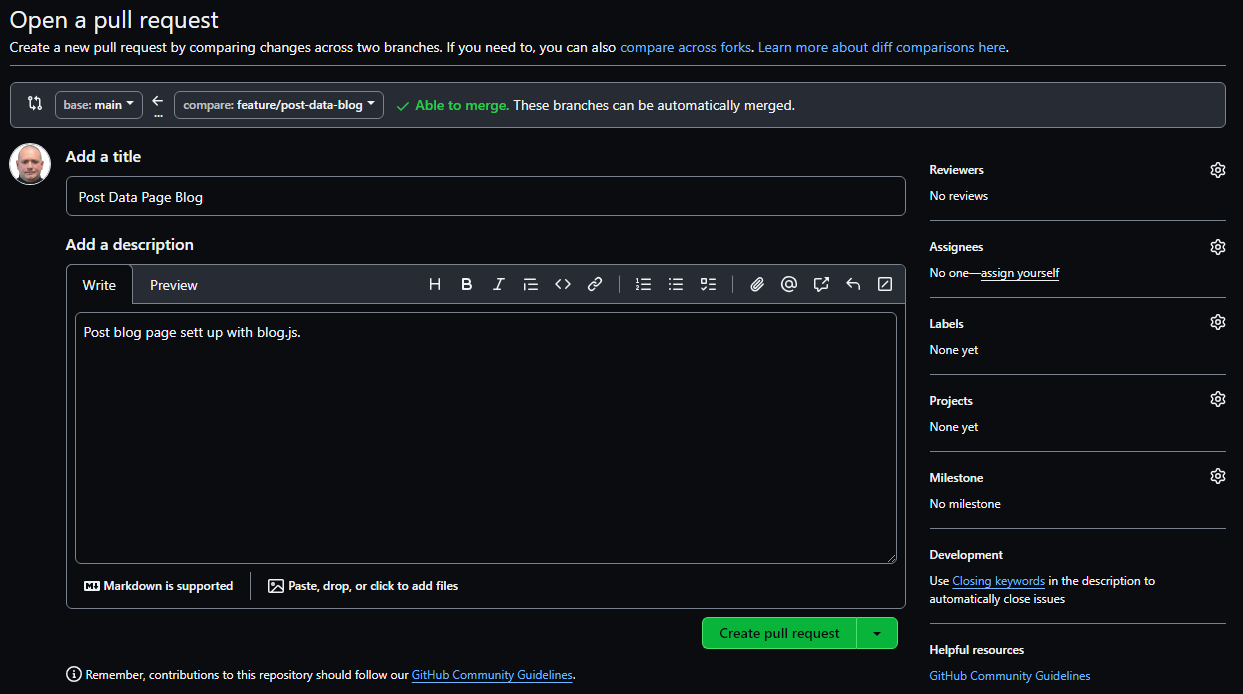 Open a pull request
Create a new pull request by comparing changes across two branches. If you need to, you can also compare across forks. Learn more about diff comparisons here.
base: main
compare: feature/post-data-blog
Able to merge. These branches can be automatically merged.
Add a title
Post Data Page Blog
Add a description
Write
Preview
Post blog page sett up with blog.js.
Markdown is supported
Paste, drop, or click to add files
Create pull request
Remember, contributions to this repository should follow our GitHub Community Guidelines.
Reviewers
No reviews
Assignees
No one—assign yourself
Labels
None yet
Projects
None yet
Milestone
No milestone
Development
Use Closing keywords in the description to
automatically close issues
Helpful resources
GitHub Community Guidelines